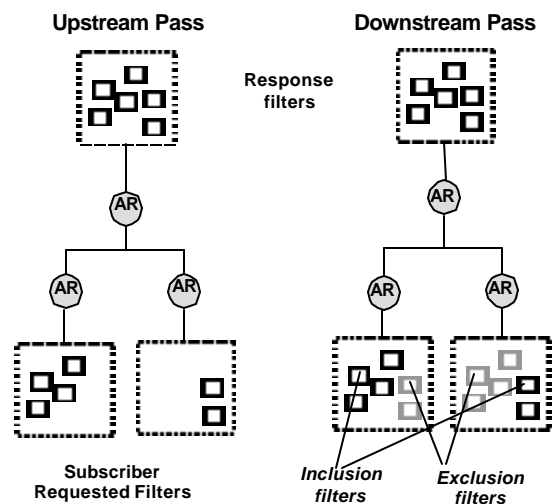 Upstream Pass
Downstream Pass
Response
filters
AR
AR
AR
AR
AR
AR
Subscriber
Requested Filters
Inclusion
filters
Exclusion
filters